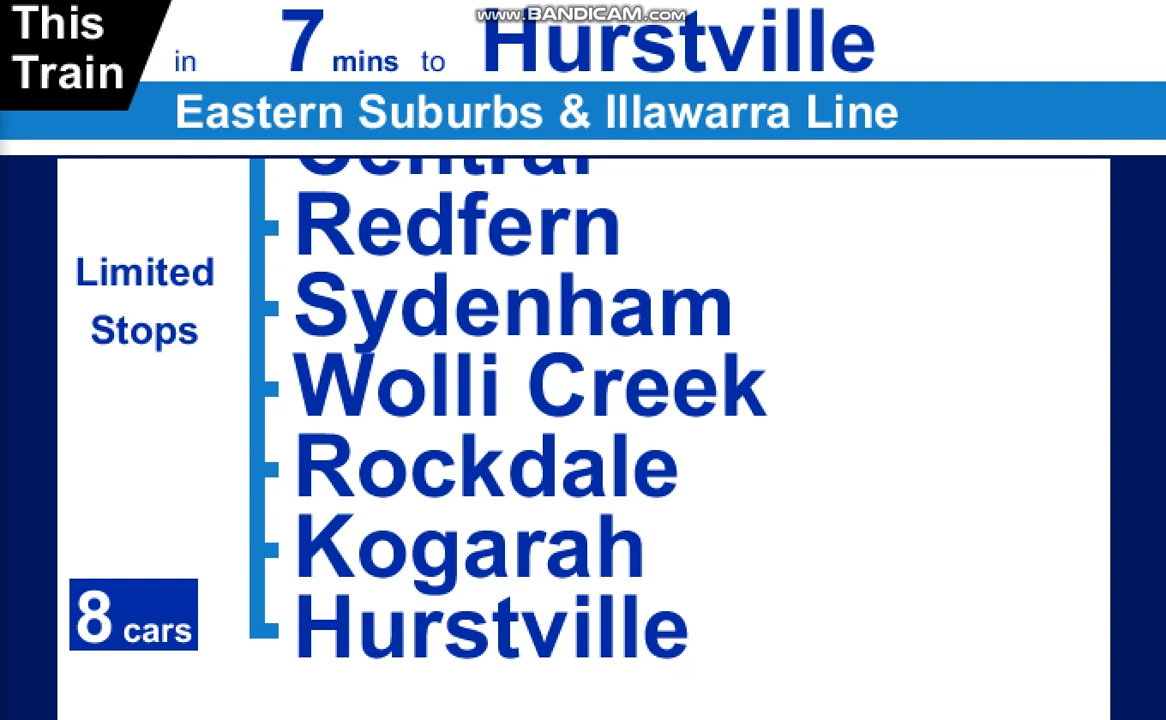 This
Train
in 7 mins to Hurstville
www.BANDICAM.com
Eastern Suburbs & Illawarra Line
Central
Redfern
Limited
Stops
Sydenham
Wolli Creek
Rockdale
Kogarah
8 cars
Hurstville